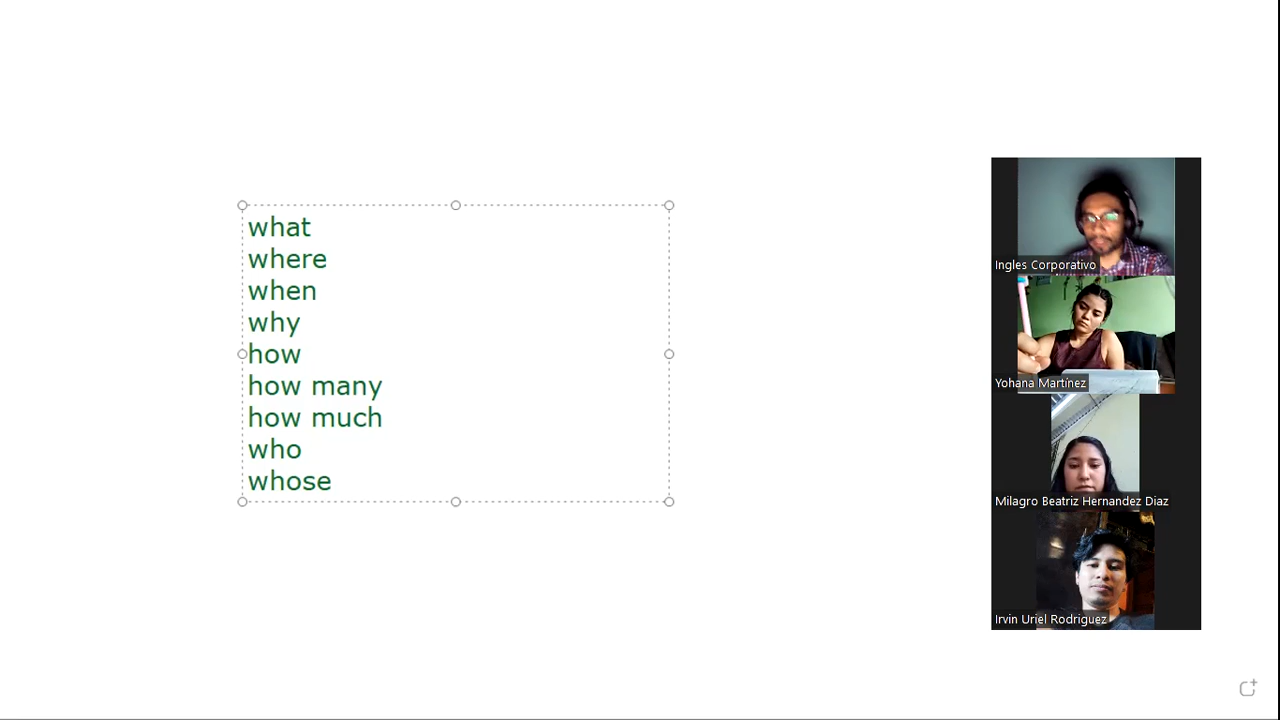 what
where
when
why
how
how many
how much
who
whose
Ingles Corporativo
Yohana Martínez
Milagro Beatriz Hernandez Diaz
Irvin Uriel Rodriguez